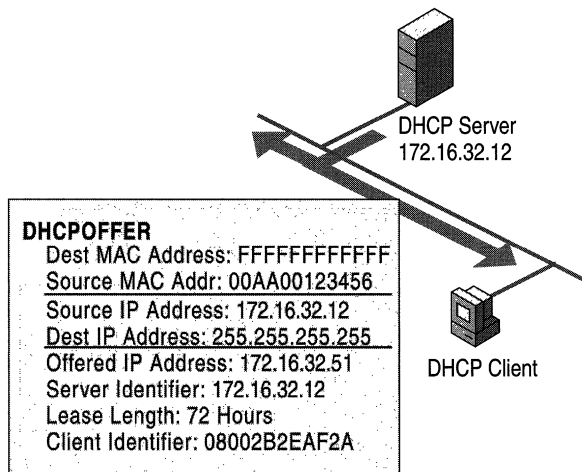 DHCP Server
172.16.32.12
DHCPOFFER
Dest MAC Address: FFFFFFFFFFFF
Source MAC Addr: 00AA00123456
Source IP Address: 172.16.32.12
Dest IP Address: 255.255.255.255
Offered IP Address: 172.16.32.51
Server Identifier: 172.16.32.12
Lease Length: 72 Hours
Client Identifier: 08002B2EAF2A
DHCP Client